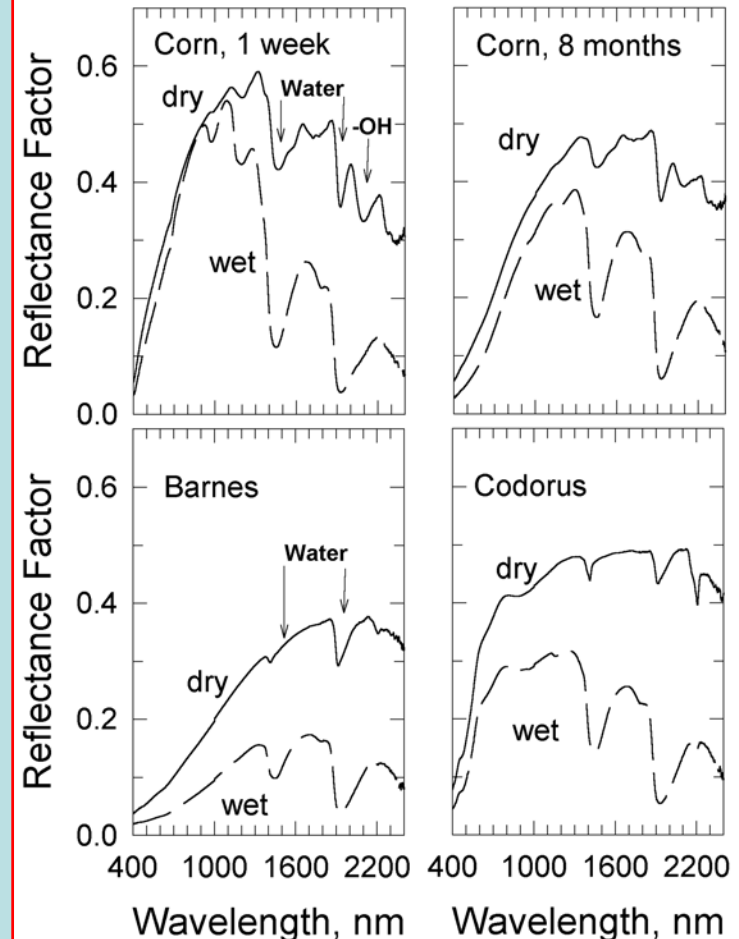 Corn, 1 week
dry
Water
-OH
wet
Reflectance Factor
0.6
0.4
0.2
0.0
Corn, 8 months
dry
wet
Barnes
Water
dry
wet
Reflectance Factor
0.6
0.4
0.2
0.0
400 1000 1600 2200
Wavelength, nm
Codorus
dry
wet
400 1000 1600 2200
Wavelength, nm